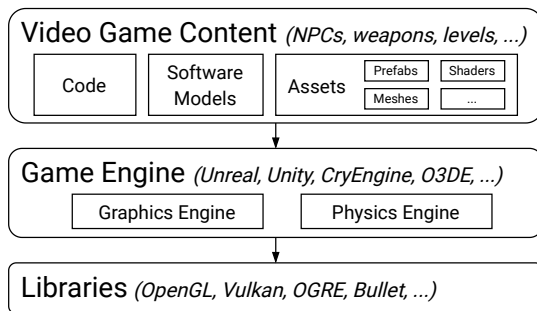 Video Game Content (NPCs, weapons, levels, ...)
Code
Software
Models
Assets
Prefabs
Shaders
Meshes
...
Game Engine (Unreal, Unity, CryEngine, O3DE, ...)
Graphics Engine
Physics Engine
Libraries (OpenGL, Vulkan, OGRE, Bullet, ...)